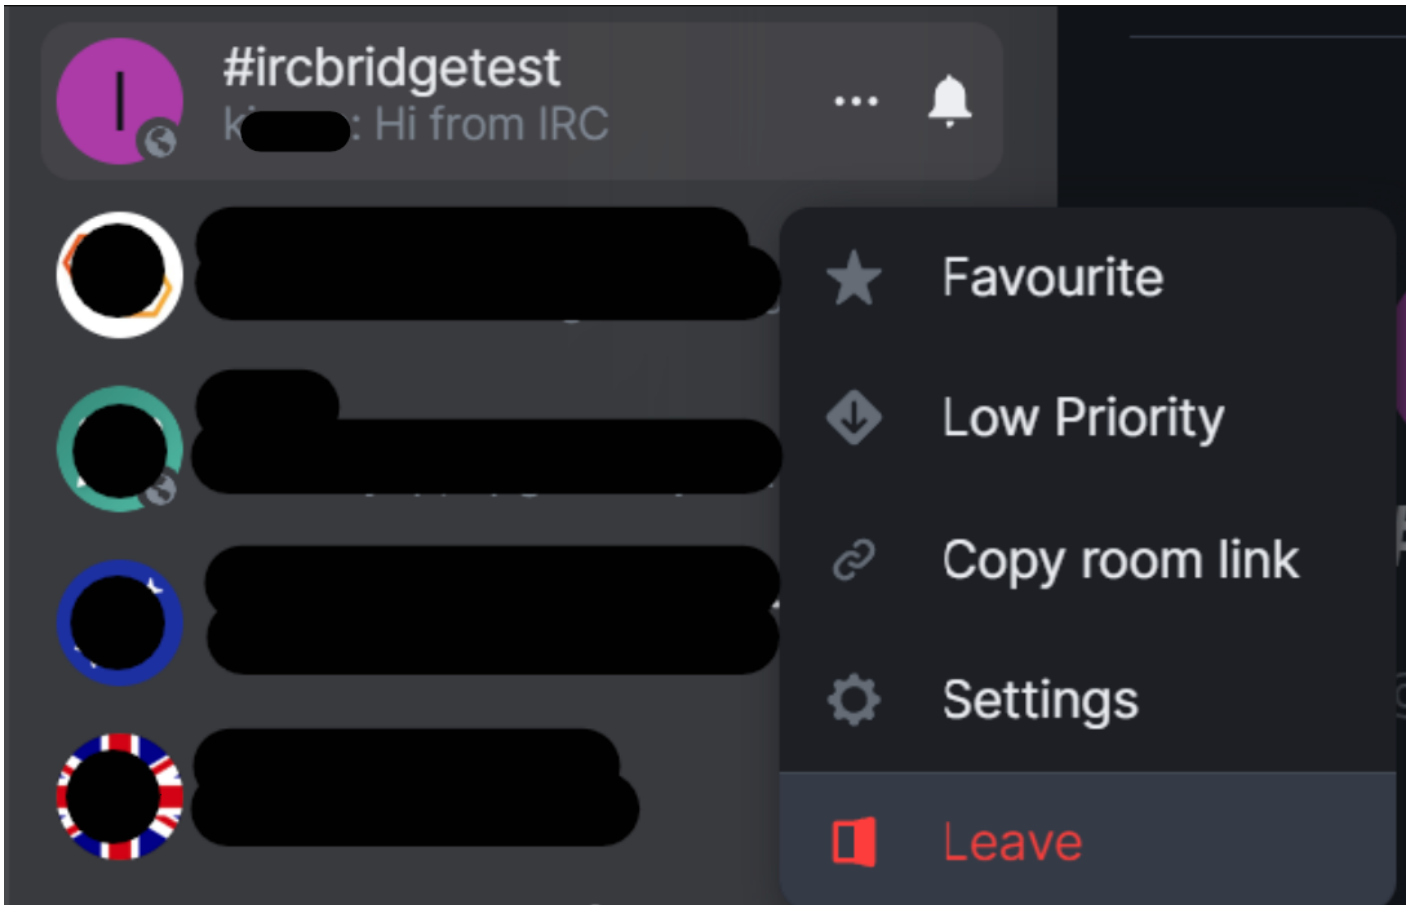 I
#ircbridgetest
: Hi from IRC
Favourite
Low Priority
Copy room link
Settings
Leave